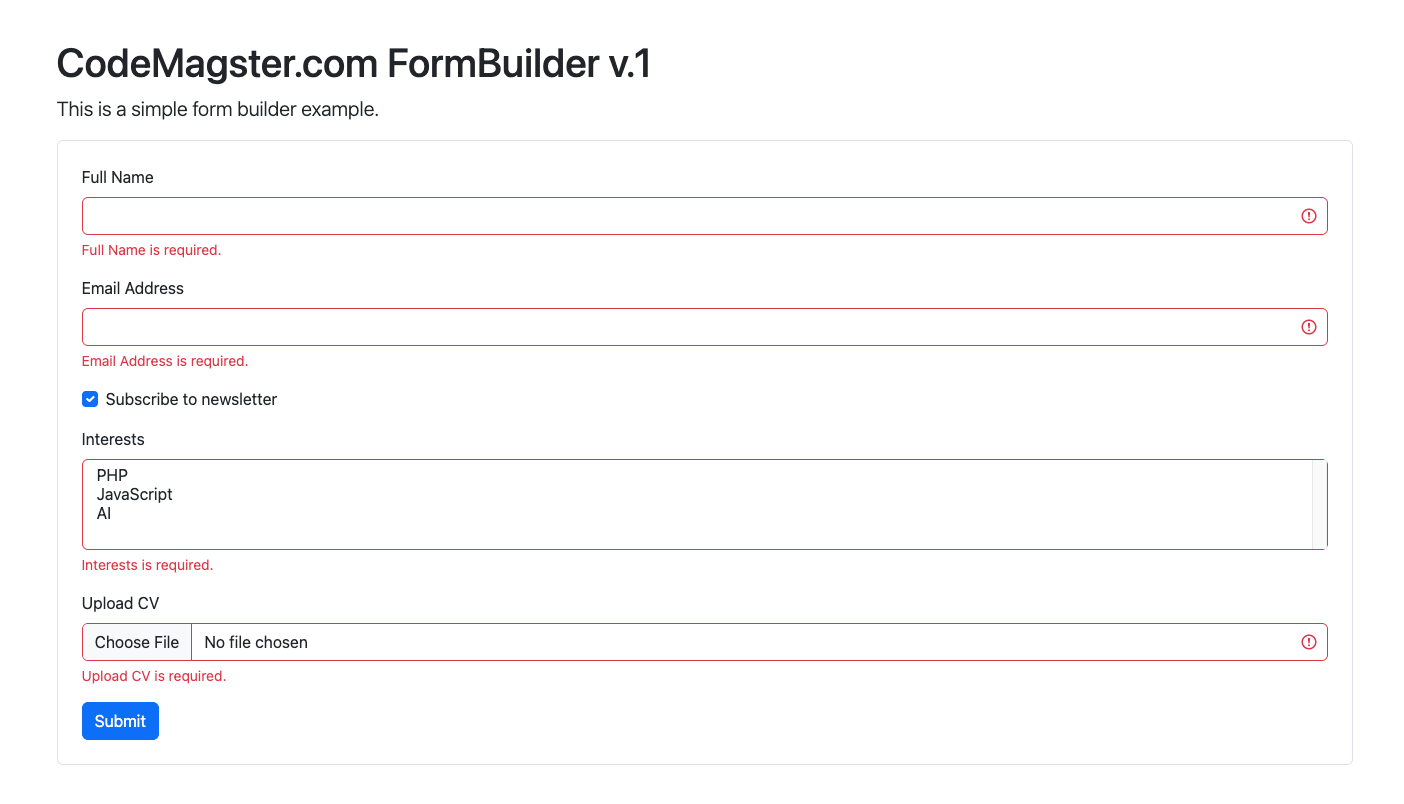 CodeMagster.com FormBuilder v.1
This is a simple form builder example.
Full Name
Full Name is required.
Email Address
Email Address is required.
Subscribe to newsletter
Interests
PHP
JavaScript
AI
Interests is required.
Upload CV
Choose File No file chosen
Upload CV is required.
Submit